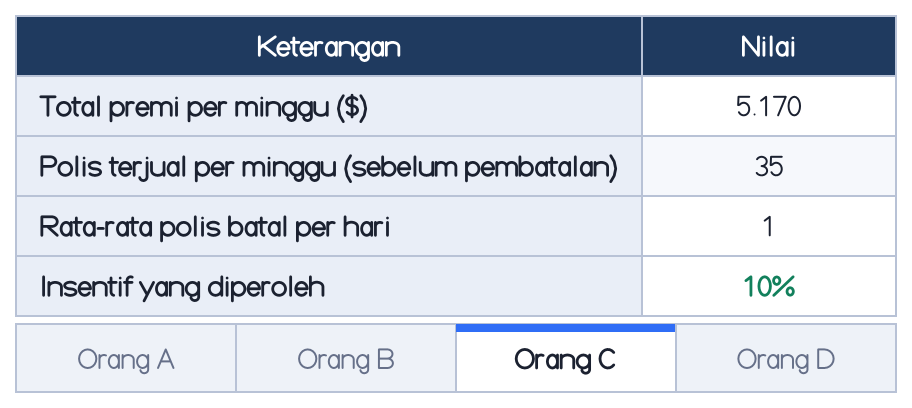 Keterangan Nilai
Total premi per minggu ($) 5.170
Polis terjual per minggu (sebelum pembatalan) 35
Rata-rata polis batal per hari 1
Insentif yang diperoleh 10%
Orang A Orang B Orang C Orang D